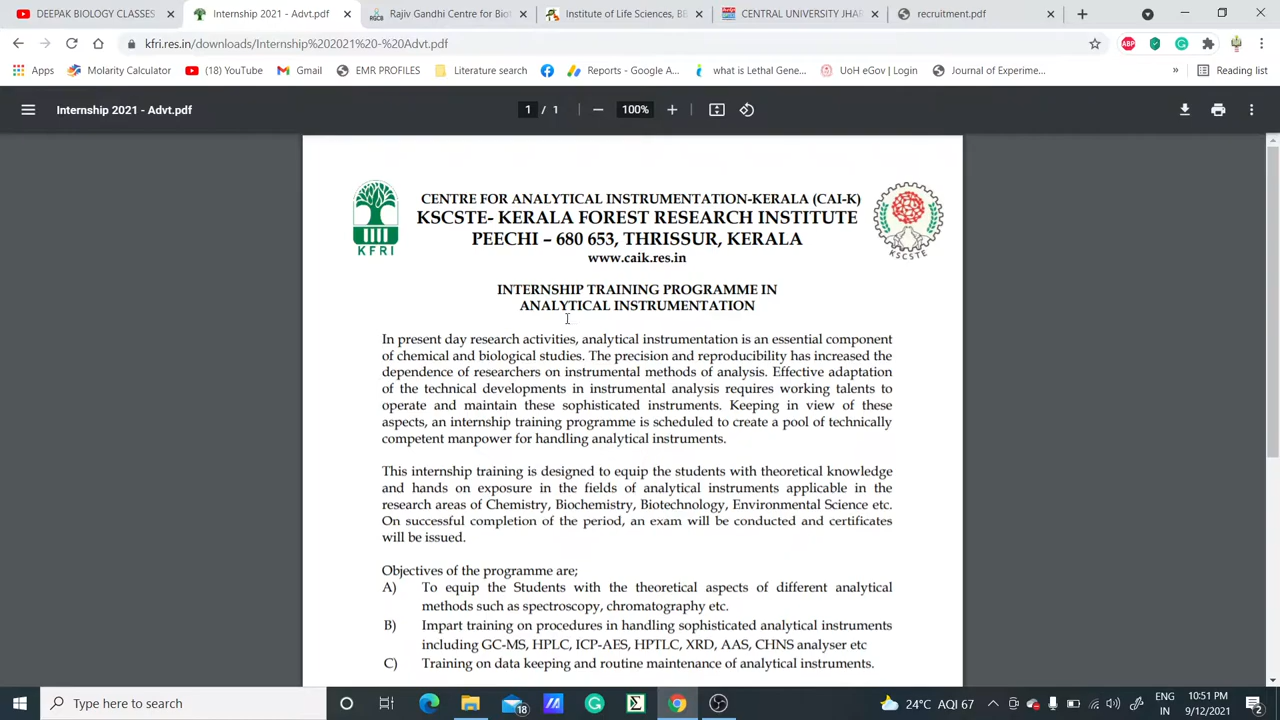 DEEPAK BIOLOGY CLASSES
Internship 2021 - Advt.pdf
Rajiv Gandhi Centre for Biot
Institute of Life Sciences, BB
CENTRAL UNIVERSITY JHAR
recruitment.pdf
kfri.res.in/downloads/Internship%202021%20-%20Advt.pdf
Apps
Molarity Calculator
(18) YouTube
Gmail
EMR PROFILES
Literature search
Reports - Google A...
what is Lethal Gene...
UoH eGov | Login
Journal of Experime...
»
Reading list
Internship 2021 - Advt.pdf
1 / 1
100%
CENTRE FOR ANALYTICAL INSTRUMENTATION-KERALA (CAI-K)
KSCSTE- KERALA FOREST RESEARCH INSTITUTE
PEECHI – 680 653, THRISSUR, KERALA
www.caik.res.in
KFRI
KSCSTE
INTERNSHIP TRAINING PROGRAMME IN
ANALYTICAL INSTRUMENTATION
In present day research activities, analytical instrumentation is an essential component
of chemical and biological studies. The precision and reproducibility has increased the
dependence of researchers on instrumental methods of analysis. Effective adaptation
of the technical developments in instrumental analysis requires working talents to
operate and maintain these sophisticated instruments. Keeping in view of these
aspects, an internship training programme is scheduled to create a pool of technically
competent manpower for handling analytical instruments.
This internship training is designed to equip the students with theoretical knowledge
and hands on exposure in the fields of analytical instruments applicable in the
research areas of Chemistry, Biochemistry, Biotechnology, Environmental Science etc.
On successful completion of the period, an exam will be conducted and certificates
will be issued.
Objectives of the programme are;
A) To equip the Students with the theoretical aspects of different analytical
methods such as spectroscopy, chromatography etc.
B) Impart training on procedures in handling sophisticated analytical instruments
including GC-MS, HPLC, ICP-AES, HPTLC, XRD, AAS, CHNS analyser etc
C) Training on data keeping and routine maintenance of analytical instruments.
Type here to search
18
24°C AQI 67
ENG
IN
10:51 PM
9/12/2021
2